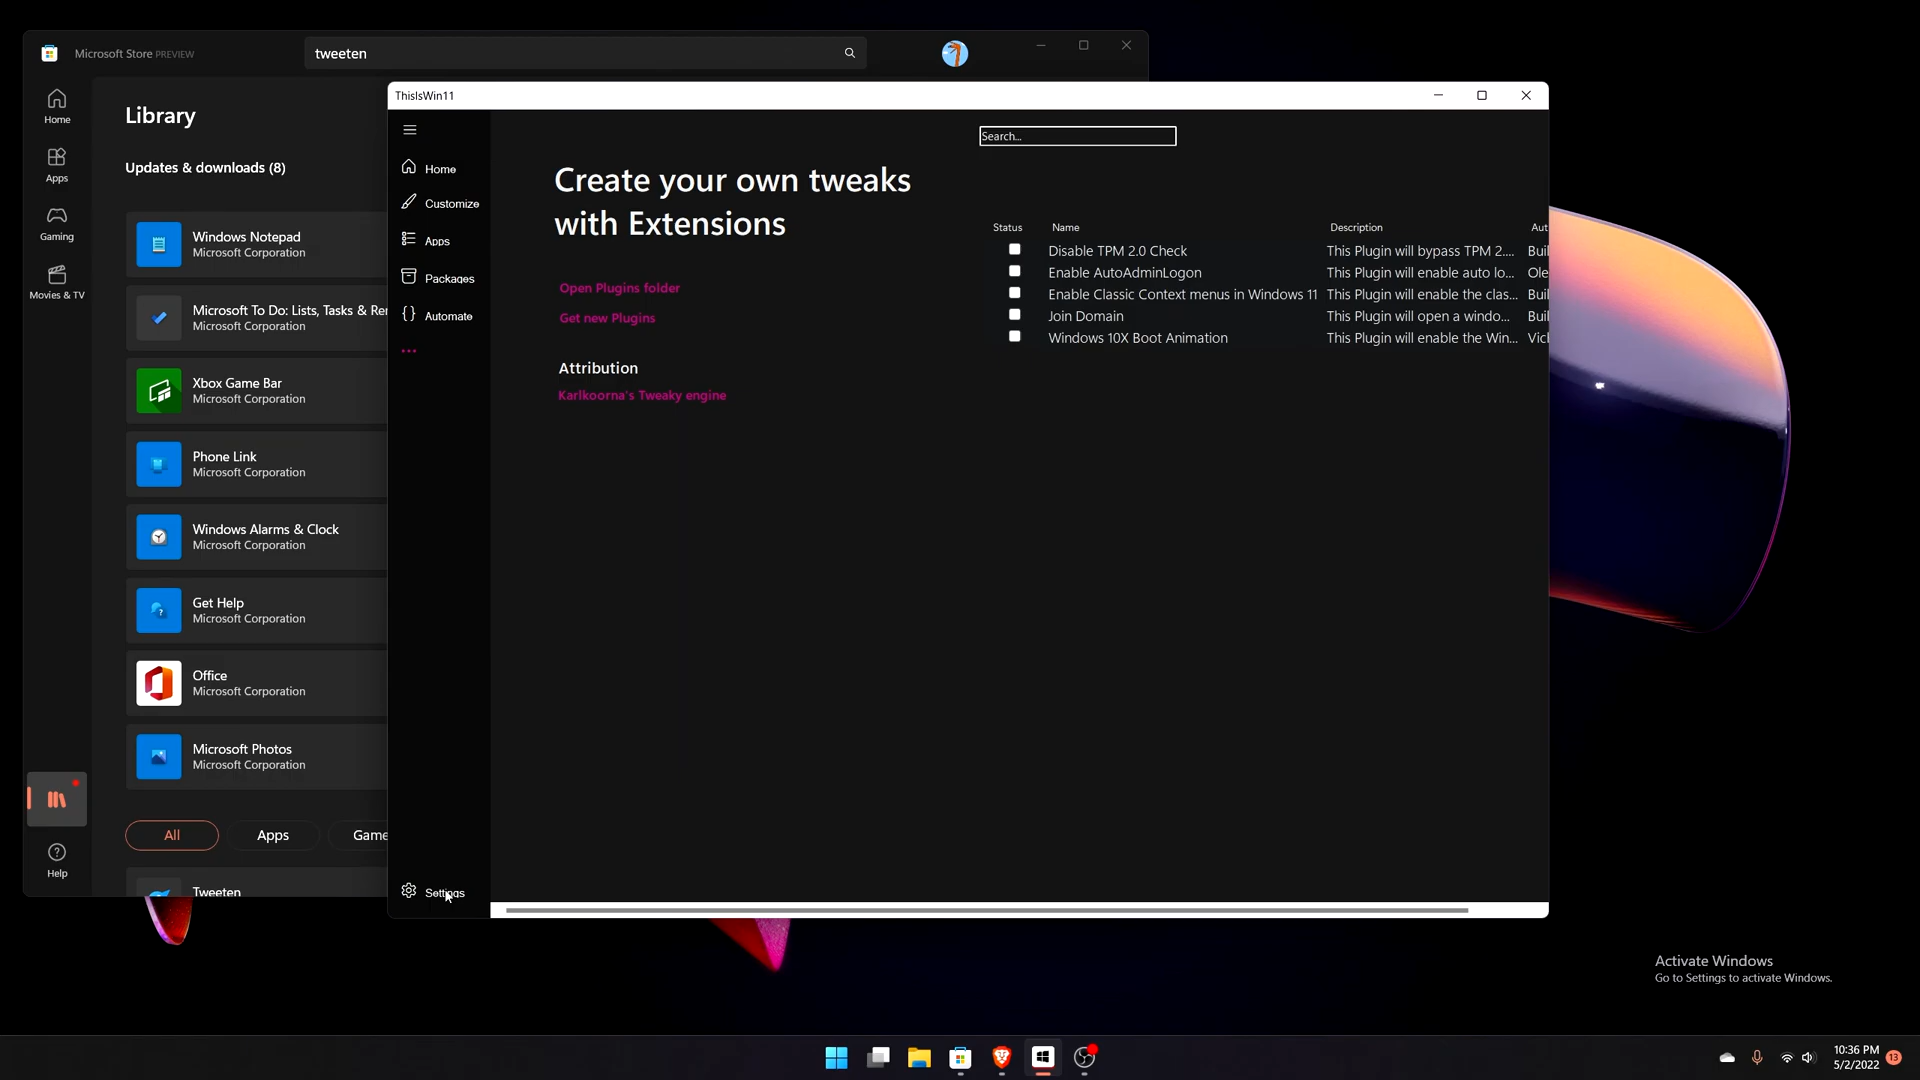 Microsoft Store PREVIEW
tweeten
Home
Apps
Gaming
Movies & TV
Help
Library
Updates & downloads (8)
Windows Notepad
Microsoft Corporation
Microsoft To Do: Lists, Tasks & Re
Microsoft Corporation
Xbox Game Bar
Microsoft Corporation
Phone Link
Microsoft Corporation
Windows Alarms & Clock
Microsoft Corporation
Get Help
Microsoft Corporation
Office
Microsoft Corporation
Microsoft Photos
Microsoft Corporation
All
Apps
Game
Tweeten
ThisIsWin11
Home
Customize
Apps
Packages
Automate
Settings
Search...
Create your own tweaks
with Extensions
Open Plugins folder
Get new Plugins
Attribution
Karlkoorna's Tweaky engine
Status Name Description Aut
Disable TPM 2.0 Check This Plugin will bypass TPM 2.... Buil
Enable AutoAdminLogon This Plugin will enable auto lo... Ole
Enable Classic Context menus in Windows 11 This Plugin will enable the clas... Buil
Join Domain This Plugin will open a windo... Buil
Windows 10X Boot Animation This Plugin will enable the Win... Vick
Activate Windows
Go to Settings to activate Windows.
10:36 PM
5/2/2022
13